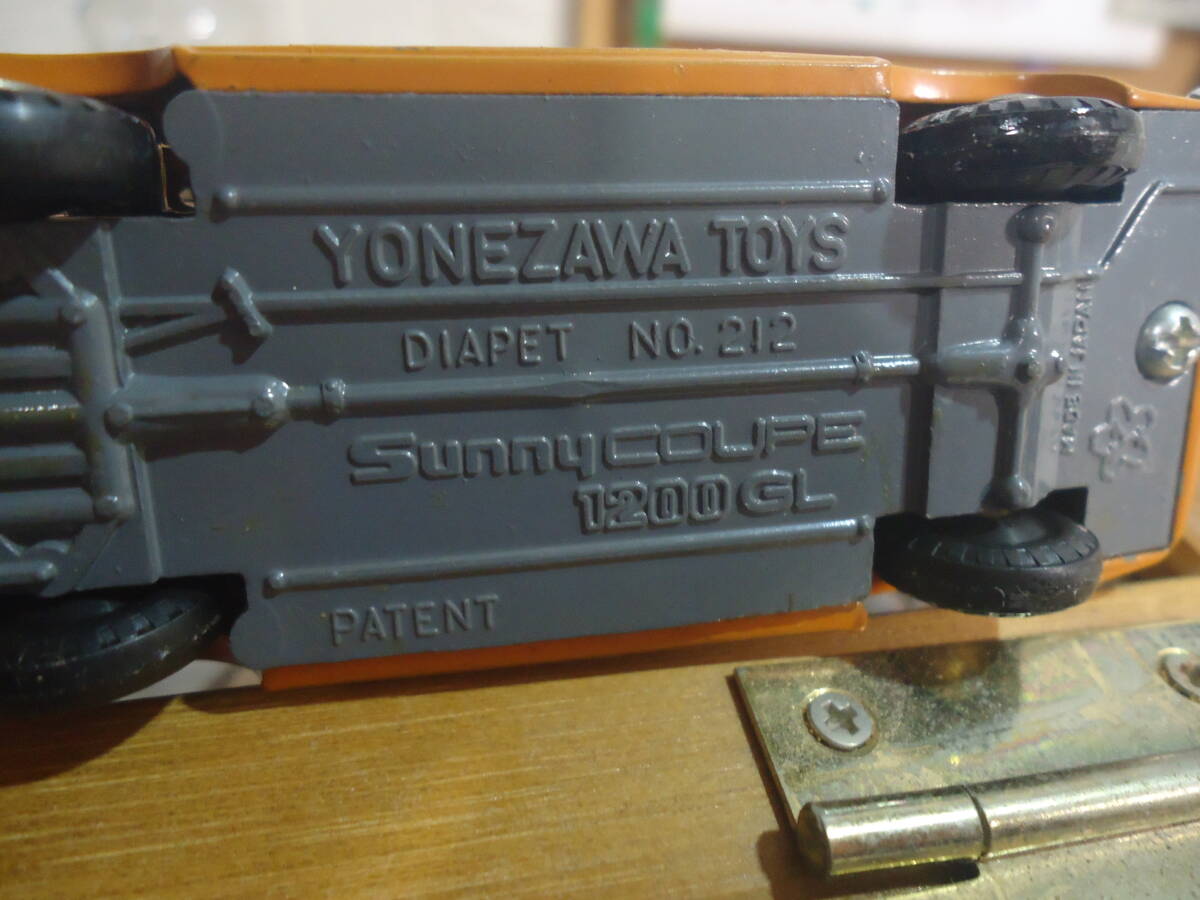 YONEZAWA TOYS
DIAPET NO. 212
Sunny COUPE
1200 GL
PATENT
MADE IN JAPAN